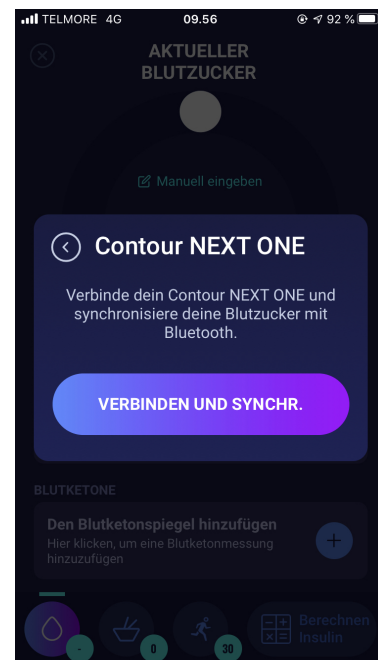 TELMORE 4G 09.56 92 %
AKTUELLER
BLUTZUCKER
Manuell eingeben
Contour NEXT ONE
Verbinde dein Contour NEXT ONE und
synchronisiere deine Blutzucker mit
Bluetooth.
VERBINDEN UND SYNCHR.
BLUTKETONE
Den Blutketonspiegel hinzufügen
Hier klicken, um eine Blutketonmessung
hinzuzufügen
- 0 30
Berechnen
Insulin